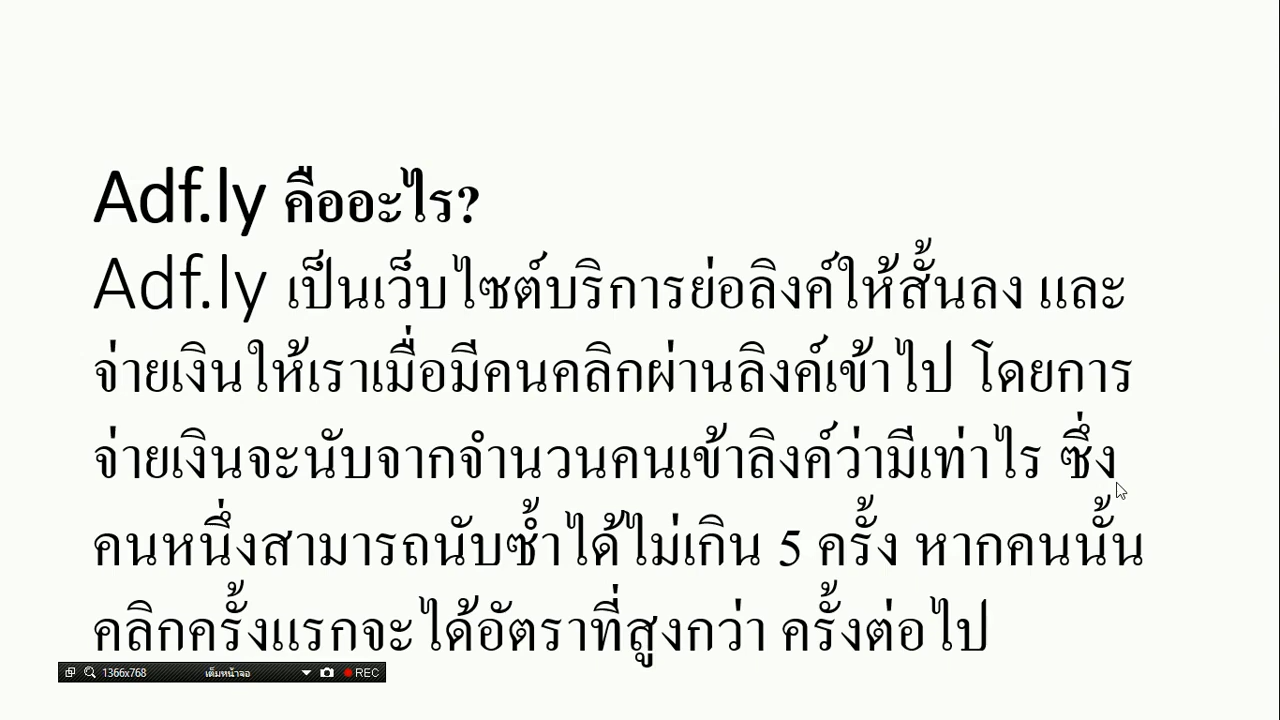 Adf.ly คืออะไร?
Adf.ly เป็นเว็บไซต์บริการย่อลิงค์ให้สั้นลง และ
จ่ายเงินให้เราเมื่อมีคนคลิกผ่านลิงค์เข้าไป โดยการ
จ่ายเงินจะนับจากจำนวนคนเข้าลิงค์ว่ามีเท่าไร ซึ่ง
คนหนึ่งสามารถนับซ้ำได้ไม่เกิน 5 ครั้ง หากคนนั้น
คลิกครั้งแรกจะได้อัตราที่สูงกว่า ครั้งต่อไป
1366x768 เต็มหน้าจอ REC